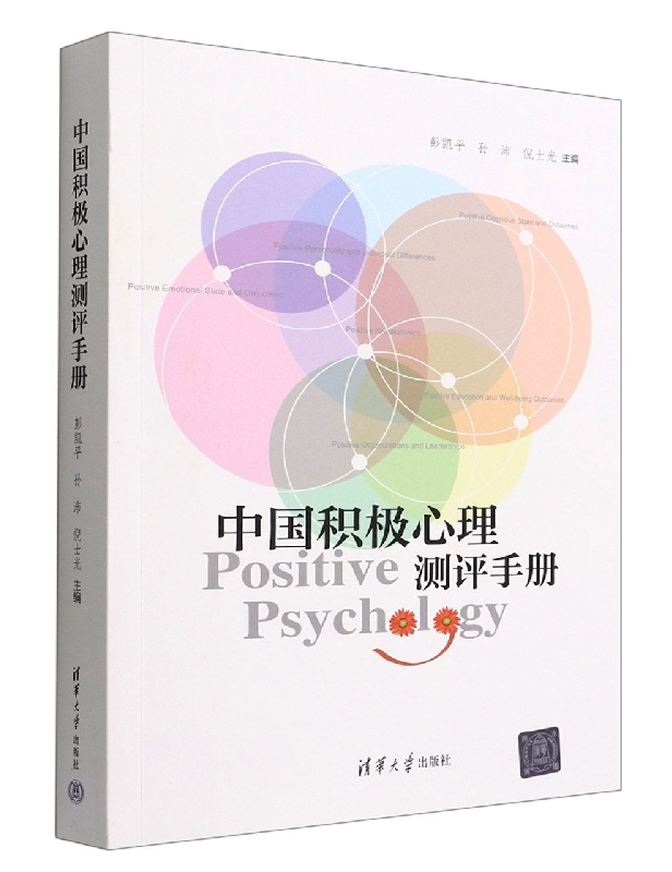 中国积极心理测评手册
彭凯平 孙沛 倪士光 主编
清华大学出版社
彭凯平 孙沛 倪士光 主编
Positive Cognitive State and Outcomes
Positive Personality and Individual Differences
Positive Emotional State and Outcomes
Positive Relationships
Positive Education and Well-being Outcomes
Positive Organizations and Leaderships
中国积极心理
Positive 测评手册
Psychology
清华大学出版社